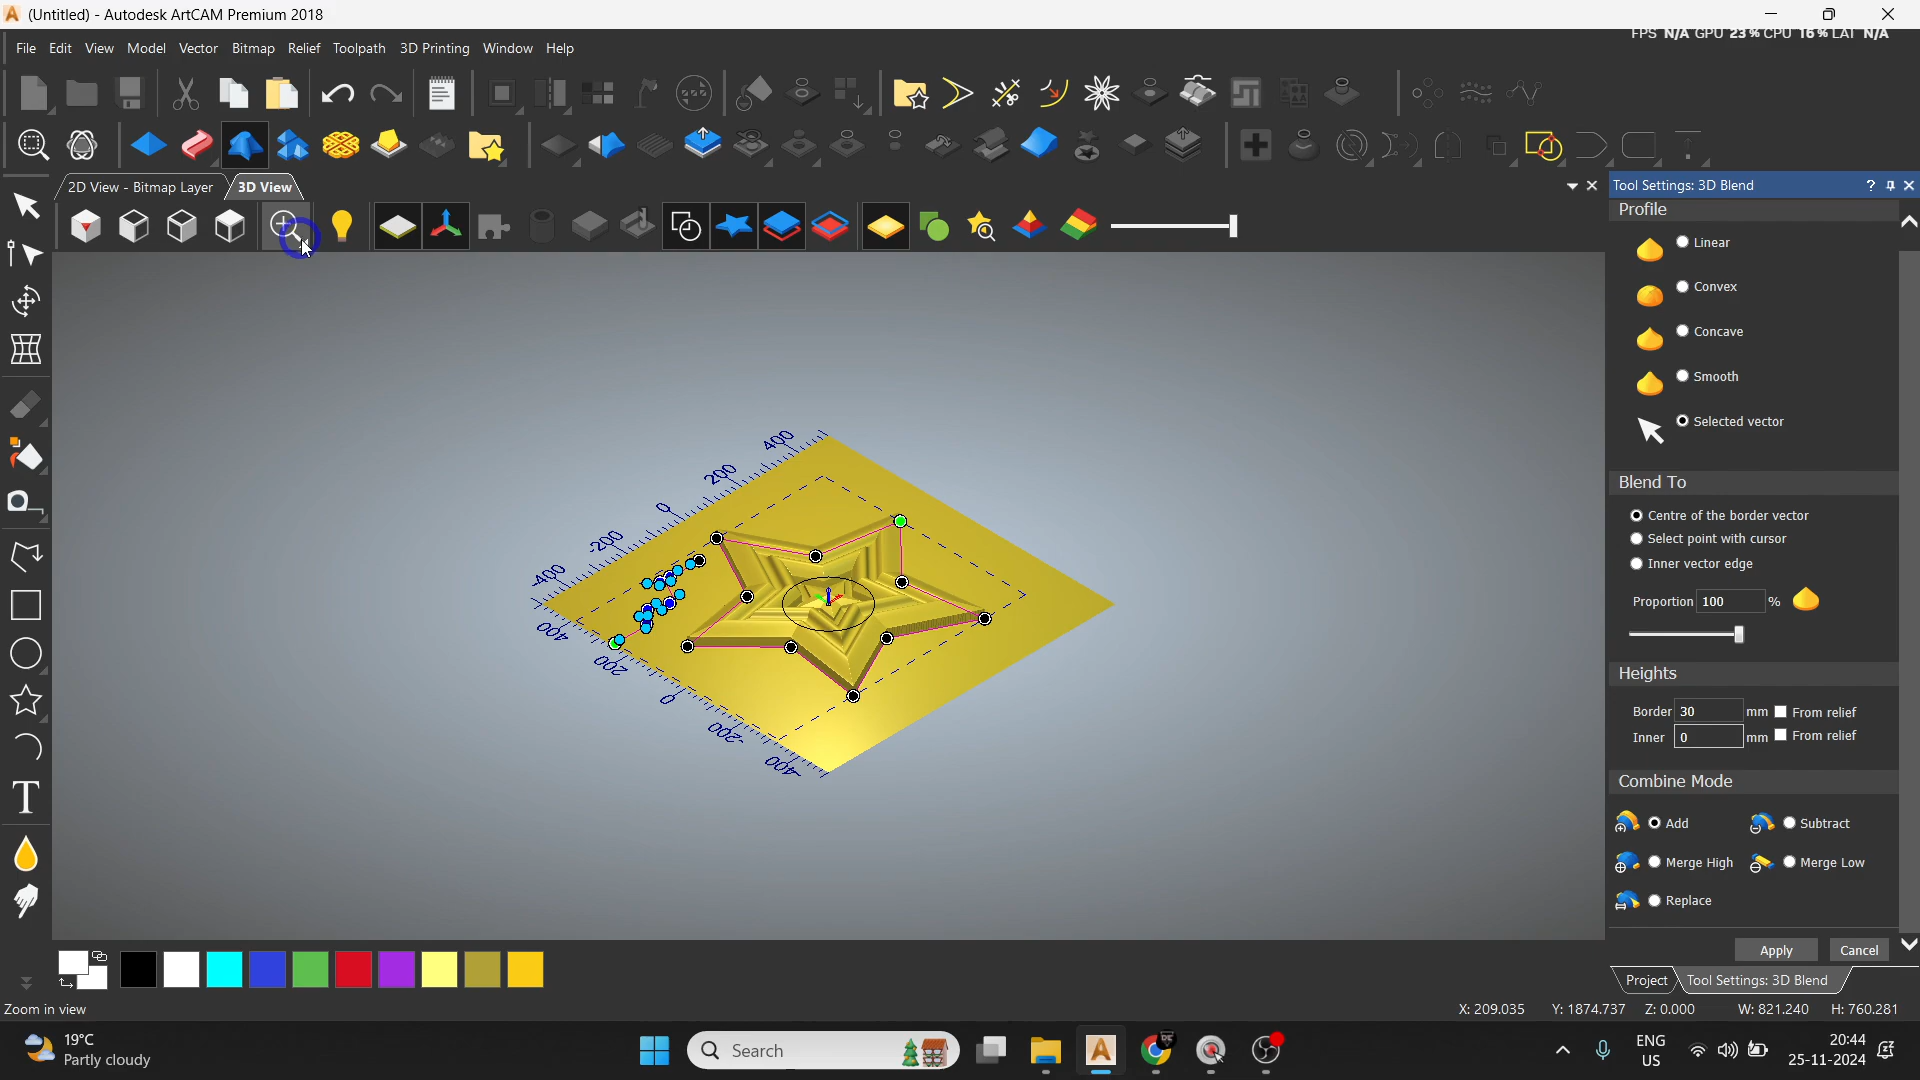 (Untitled) - Autodesk ArtCAM Premium 2018
FPS N/A GPU 23% CPU 16% LAT N/A
File Edit View Model Vector Bitmap Relief Toolpath 3D Printing Window Help
2D View - Bitmap Layer 3D View
Tool Settings: 3D Blend
Profile
Linear
Convex
Concave
Smooth
Selected vector
Blend To
Centre of the border vector
Select point with cursor
Inner vector edge
Proportion 100 %
Heights
Border 30 mm From relief
Inner 0 mm From relief
Combine Mode
Add Subtract
Merge High Merge Low
Replace
Apply Cancel
Project Tool Settings: 3D Blend
400
200
0
-200
-400
400
200
0
-200
-400
Zoom in view
X: 209.035 Y: 1874.737 Z: 0.000 W: 821.240 H: 760.281
19°C
Partly cloudy
Search
ENG
US
20:44
25-11-2024